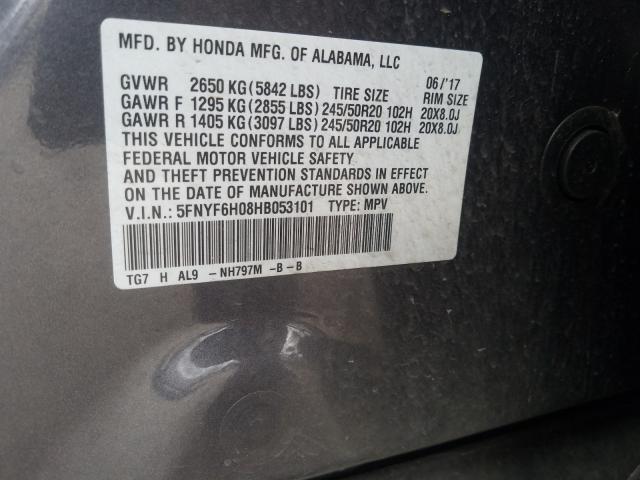 MFD. BY HONDA MFG. OF ALABAMA, LLC
GVWR 2650 KG (5842 LBS) TIRE SIZE 06/'17 RIM SIZE
GAWR F 1295 KG (2855 LBS) 245/50R20 102H 20X8.0J
GAWR R 1405 KG (3097 LBS) 245/50R20 102H 20X8.0J
THIS VEHICLE CONFORMS TO ALL APPLICABLE
FEDERAL MOTOR VEHICLE SAFETY
AND THEFT PREVENTION STANDARDS IN EFFECT
ON THE DATE OF MANUFACTURE SHOWN ABOVE.
V.I.N.: 5FNYF6H08HB053101 TYPE: MPV
TG7 H AL9 -NH797M -B-B